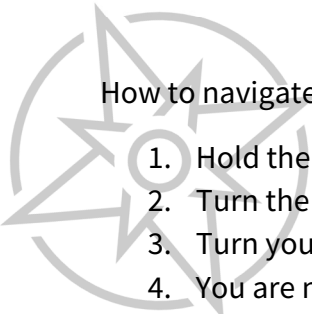 How to navigate
1. Hold the
2. Turn the
3. Turn you
4. You are